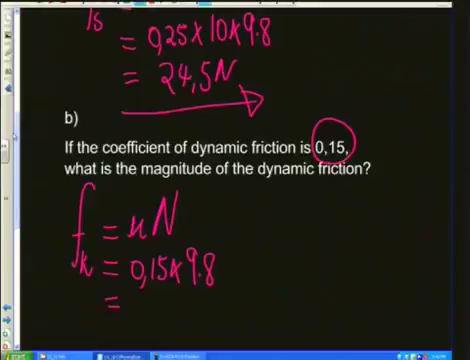 fs
= 0,25 x 10 x 9.8
= 24,5N
b)
If the coefficient of dynamic friction is 0,15,
what is the magnitude of the dynamic friction?
fk = μN
= 0,15 x 9.8
=